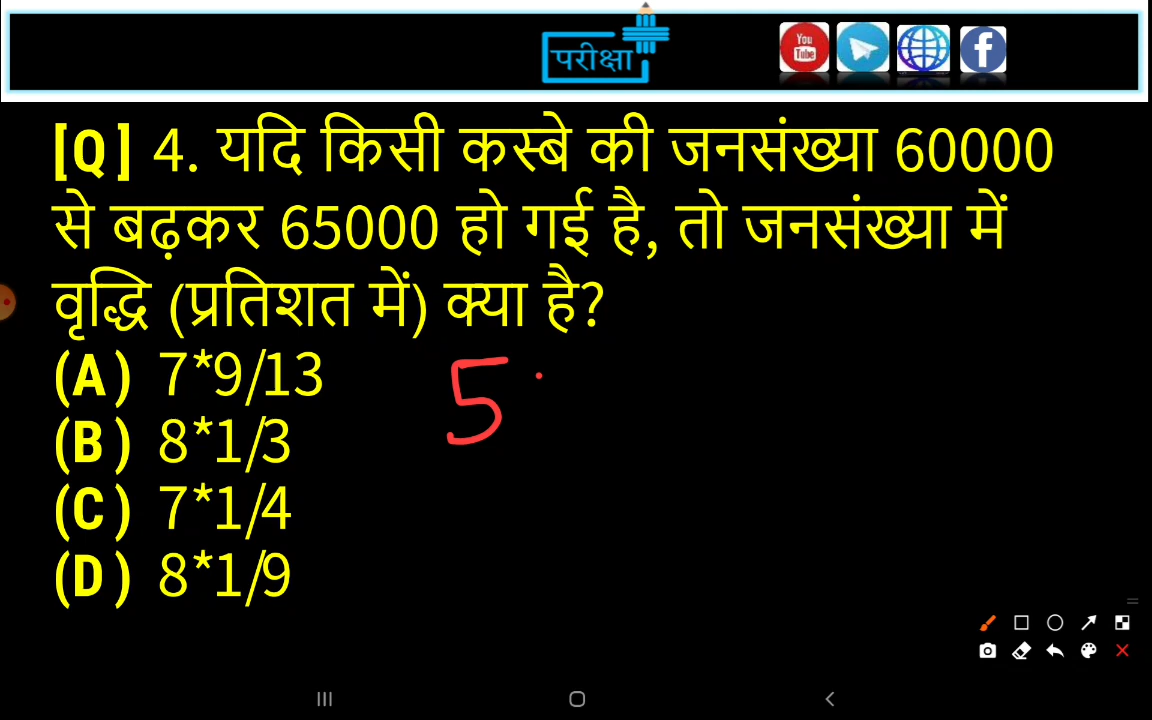 परीक्षा
You
Tube
f
[Q] 4. यदि किसी कस्बे की जनसंख्या 60000
से बढ़कर 65000 हो गई है, तो जनसंख्या में
वृद्धि (प्रतिशत में) क्या है?
(A) 7*9/13
5
(B) 8*1/3
(C) 7*1/4
(D) 8*1/9